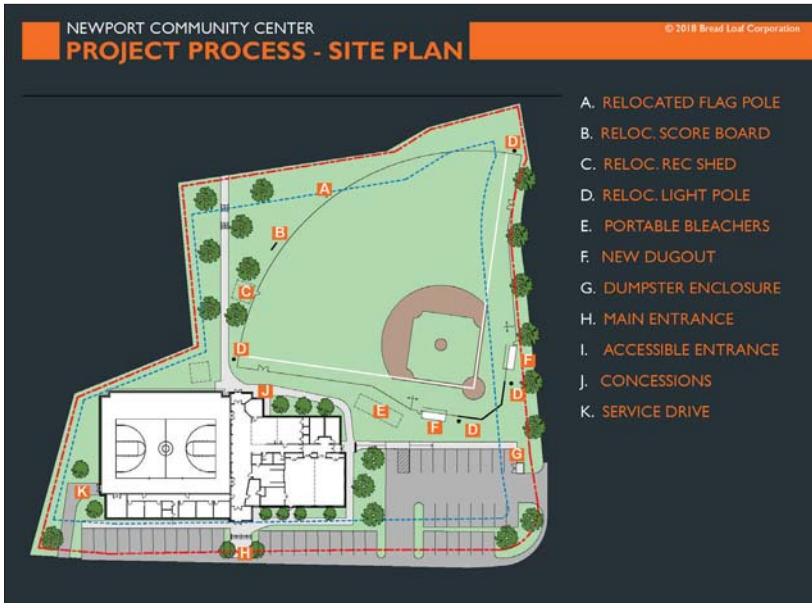 NEWPORT COMMUNITY CENTER
PROJECT PROCESS - SITE PLAN
© 2018 Bread Loaf Corporation
A. RELOCATED FLAG POLE
B. RELOC. SCORE BOARD
C. RELOC. REC SHED
D. RELOC. LIGHT POLE
E. PORTABLE BLEACHERS
F. NEW DUGOUT
G. DUMPSTER ENCLOSURE
H. MAIN ENTRANCE
I. ACCESSIBLE ENTRANCE
J. CONCESSIONS
K. SERVICE DRIVE
D
A
B
C
D
F
D
J
E
F
D
G
K
H